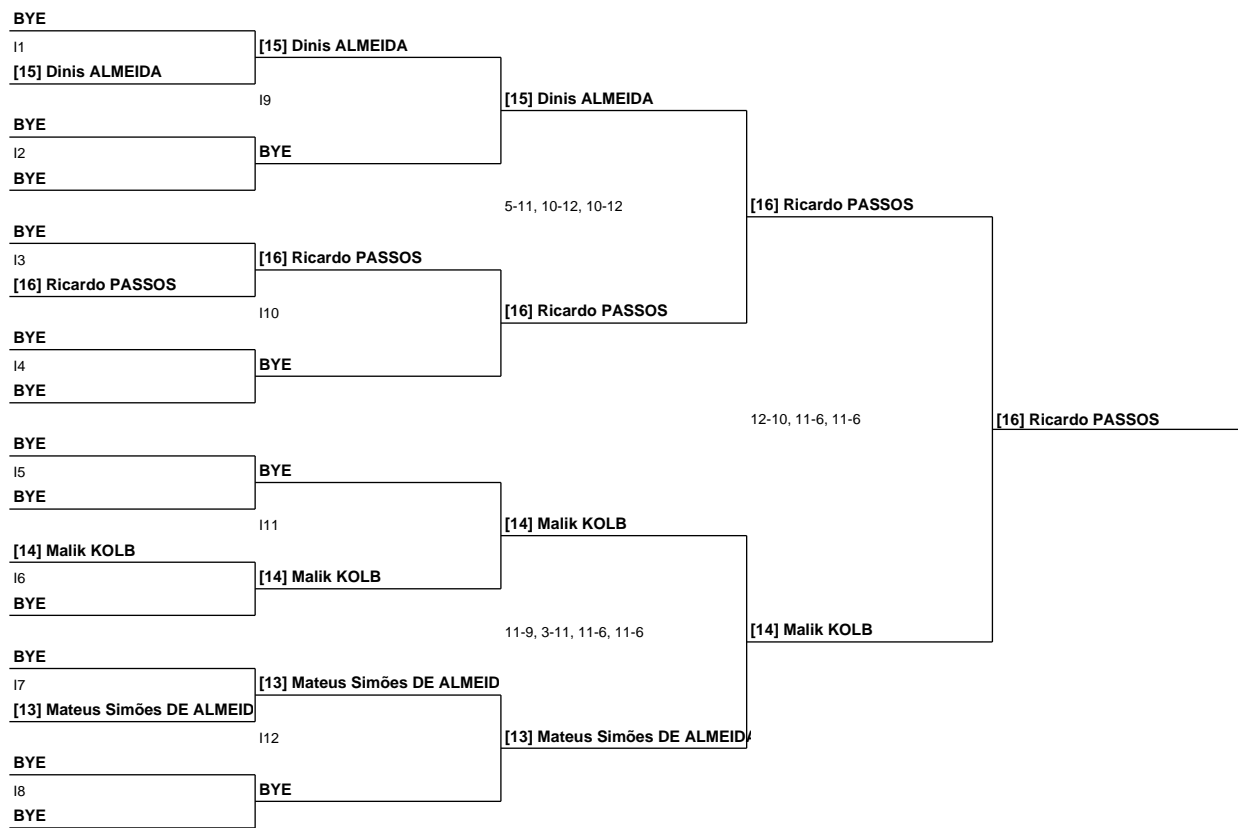 BYE
I1
[15] Dinis ALMEIDA
[15] Dinis ALMEIDA
I9
[15] Dinis ALMEIDA
BYE
I2
BYE
BYE
5-11, 10-12, 10-12
[16] Ricardo PASSOS
BYE
I3
[16] Ricardo PASSOS
[16] Ricardo PASSOS
I10
[16] Ricardo PASSOS
BYE
I4
BYE
BYE
12-10, 11-6, 11-6
[16] Ricardo PASSOS
BYE
I5
BYE
BYE
I11
[14] Malik KOLB
[14] Malik KOLB
I6
BYE
[14] Malik KOLB
11-9, 3-11, 11-6, 11-6
[14] Malik KOLB
BYE
I7
[13] Mateus Simões DE ALMEID
[13] Mateus Simões DE ALMEID
I12
[13] Mateus Simões DE ALMEIDA
BYE
I8
BYE
BYE